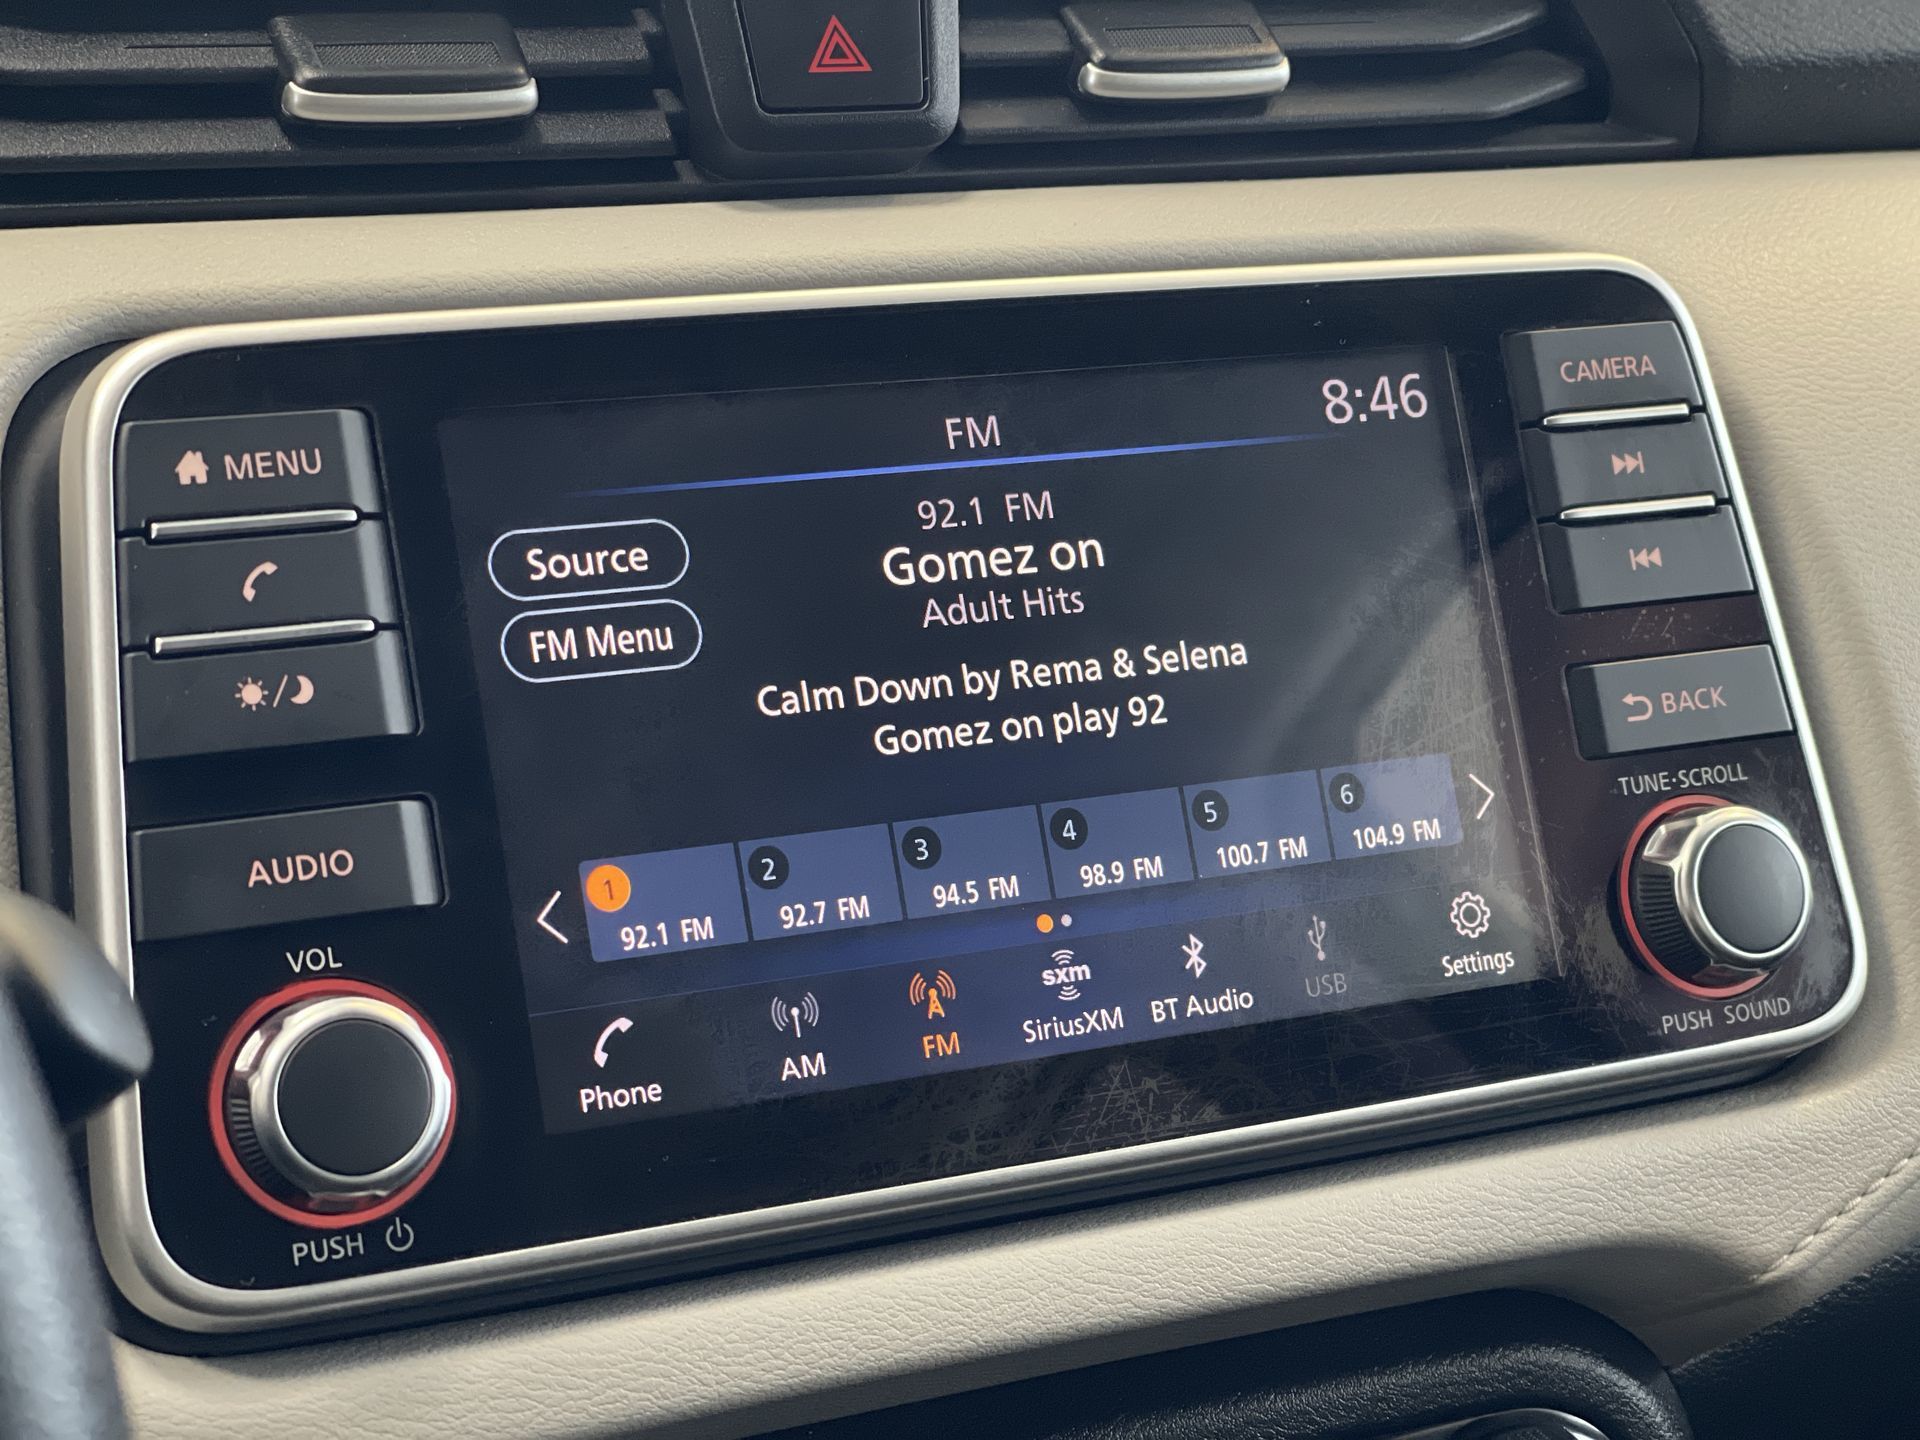 MENU
AUDIO
VOL
PUSH
FM
8:46
92.1 FM
Gomez on
Adult Hits
Source
FM Menu
Calm Down by Rema & Selena
Gomez on play 92
1
92.1 FM
2
92.7 FM
3
94.5 FM
4
98.9 FM
5
100.7 FM
6
104.9 FM
Phone
AM
FM
sxm
SiriusXM
BT Audio
USB
Settings
CAMERA
BACK
TUNE·SCROLL
PUSH SOUND